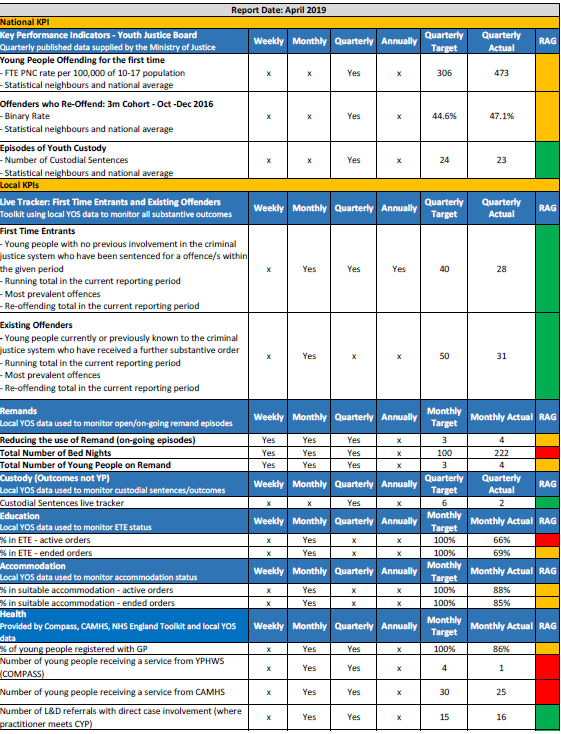 Report Date: April 2019
National KPI
Key Performance Indicators - Youth Justice Board
Quarterly published data supplied by the Ministry of Justice
Weekly Monthly Quarterly Annually Quarterly Target Quarterly Actual RAG
Young People Offending for the first time
- FTE PNC rate per 100,000 of 10-17 population
- Statistical neighbours and national average
x x Yes x 306 473
Offenders who Re-Offend: 3m Cohort - Oct -Dec 2016
- Binary Rate
- Statistical neighbours and national average
x x Yes x 44.6% 47.1%
Episodes of Youth Custody
- Number of Custodial Sentences
- Statistical neighbours and national average
x x Yes x 24 23
Local KPIs
Live Tracker: First Time Entrants and Existing Offenders
Toolkit using local YOS data to monitor all substantive outcomes
Weekly Monthly Quarterly Annually Quarterly Target Quarterly Actual RAG
First Time Entrants
- Young people with no previous involvement in the criminal
justice system who have been sentenced for a offence/s within
the given period
- Running total in the current reporting period
- Most prevalent offences
- Re-offending total in the current reporting period
x Yes Yes Yes 40 28
Existing Offenders
- Young people currently or previously known to the criminal
justice system who have received a further substantive order
- Running total in the current reporting period
- Most prevalent offences
- Re-offending total in the current reporting period
x Yes x x 50 31
Remands
Local YOS data used to monitor open/on-going remand episodes
Weekly Monthly Quarterly Annually Monthly Target Monthly Actual RAG
Reducing the use of Remand (on-going episodes) Yes Yes Yes x 3 4
Total Number of Bed Nights Yes Yes Yes x 100 222
Total Number of Young People on Remand Yes Yes Yes x 3 4
Custody (Outcomes not YP)
Local YOS data used to monitor custodial sentences/outcomes
Weekly Monthly Quarterly Annually Quarterly Target Quarterly Actual RAG
Custodial Sentences live tracker x x Yes x 6 2
Education
Local YOS data used to monitor ETE status
Weekly Monthly Quarterly Annually Monthly Target Monthly Actual RAG
% in ETE - active orders x Yes x x 100% 66%
% in ETE - ended orders x Yes x x 100% 69%
Accommodation
Local YOS data used to monitor accommodation status
Weekly Monthly Quarterly Annually Monthly Target Monthly Actual RAG
% in suitable accommodation - active orders x Yes x x 100% 88%
% in suitable accommodation - ended orders x Yes x x 100% 85%
Health
Provided by Compass, CAMHS, NHS England Toolkit and local YOS
data
Weekly Monthly Quarterly Annually Monthly Target Monthly Actual RAG
% of young people registered with GP x Yes Yes x 100% 86%
Number of young people receiving a service from YPHWS
(COMPASS)
x Yes Yes x 4 1
Number of young people receiving a service from CAMHS x Yes Yes x 30 25
Number of L&D referrals with direct case involvement (where
practitioner meets CYP)
x Yes Yes x 15 16